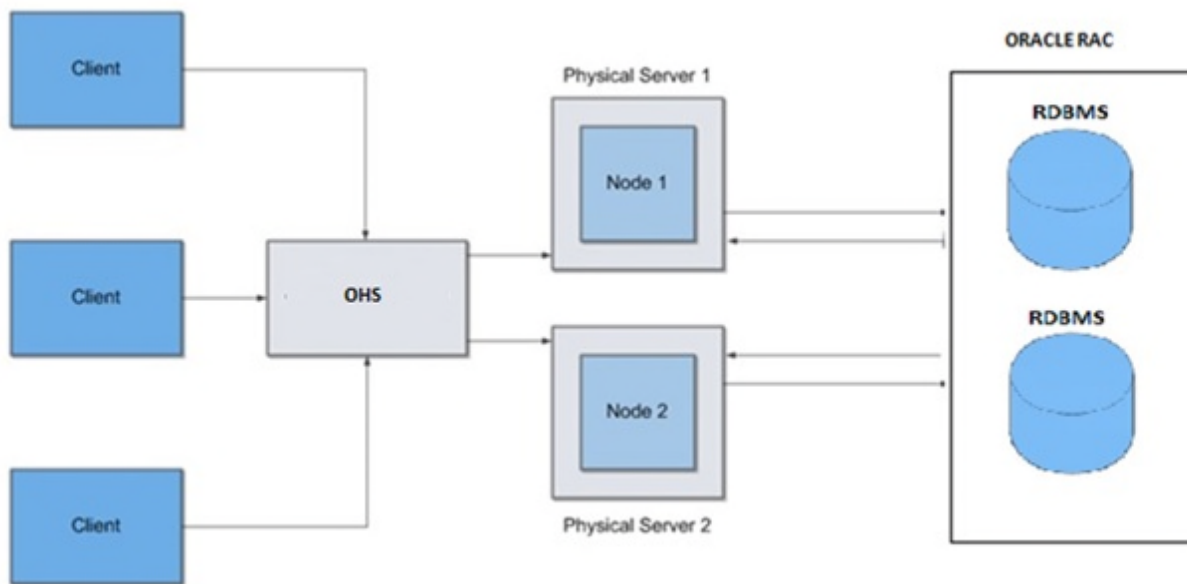 ORACLE RAC
Client
Physical Server 1
RDBMS
Node 1
Client
OHS
RDBMS
Node 2
Client
Physical Server 2